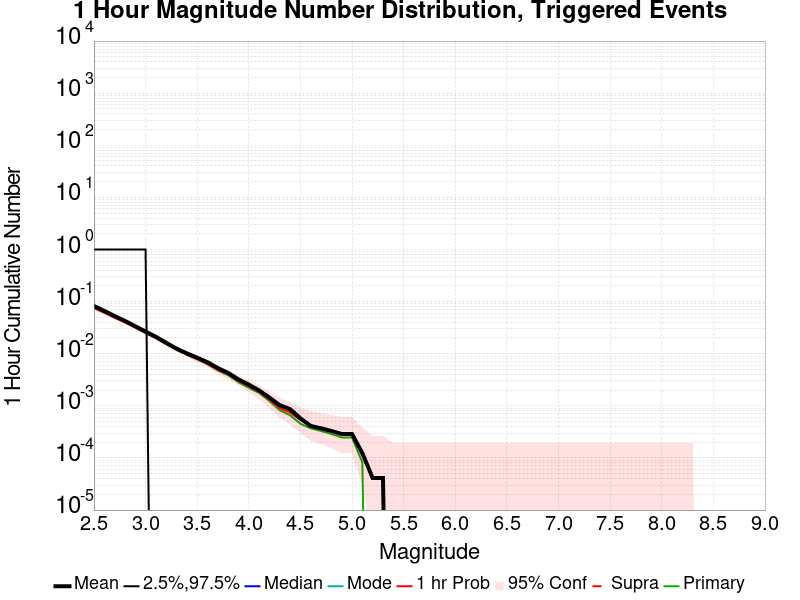 1 Hour Magnitude Number Distribution, Triggered Events
10^4
10^3
10^2
10^1
10^0
10^-1
10^-2
10^-3
10^-4
10^-5
1 Hour Cumulative Number
2.5 3.0 3.5 4.0 4.5 5.0 5.5 6.0 6.5 7.0 7.5 8.0 8.5 9.0
Magnitude
Mean 2.5%,97.5% Median Mode 1 hr Prob 95% Conf Supra Primary